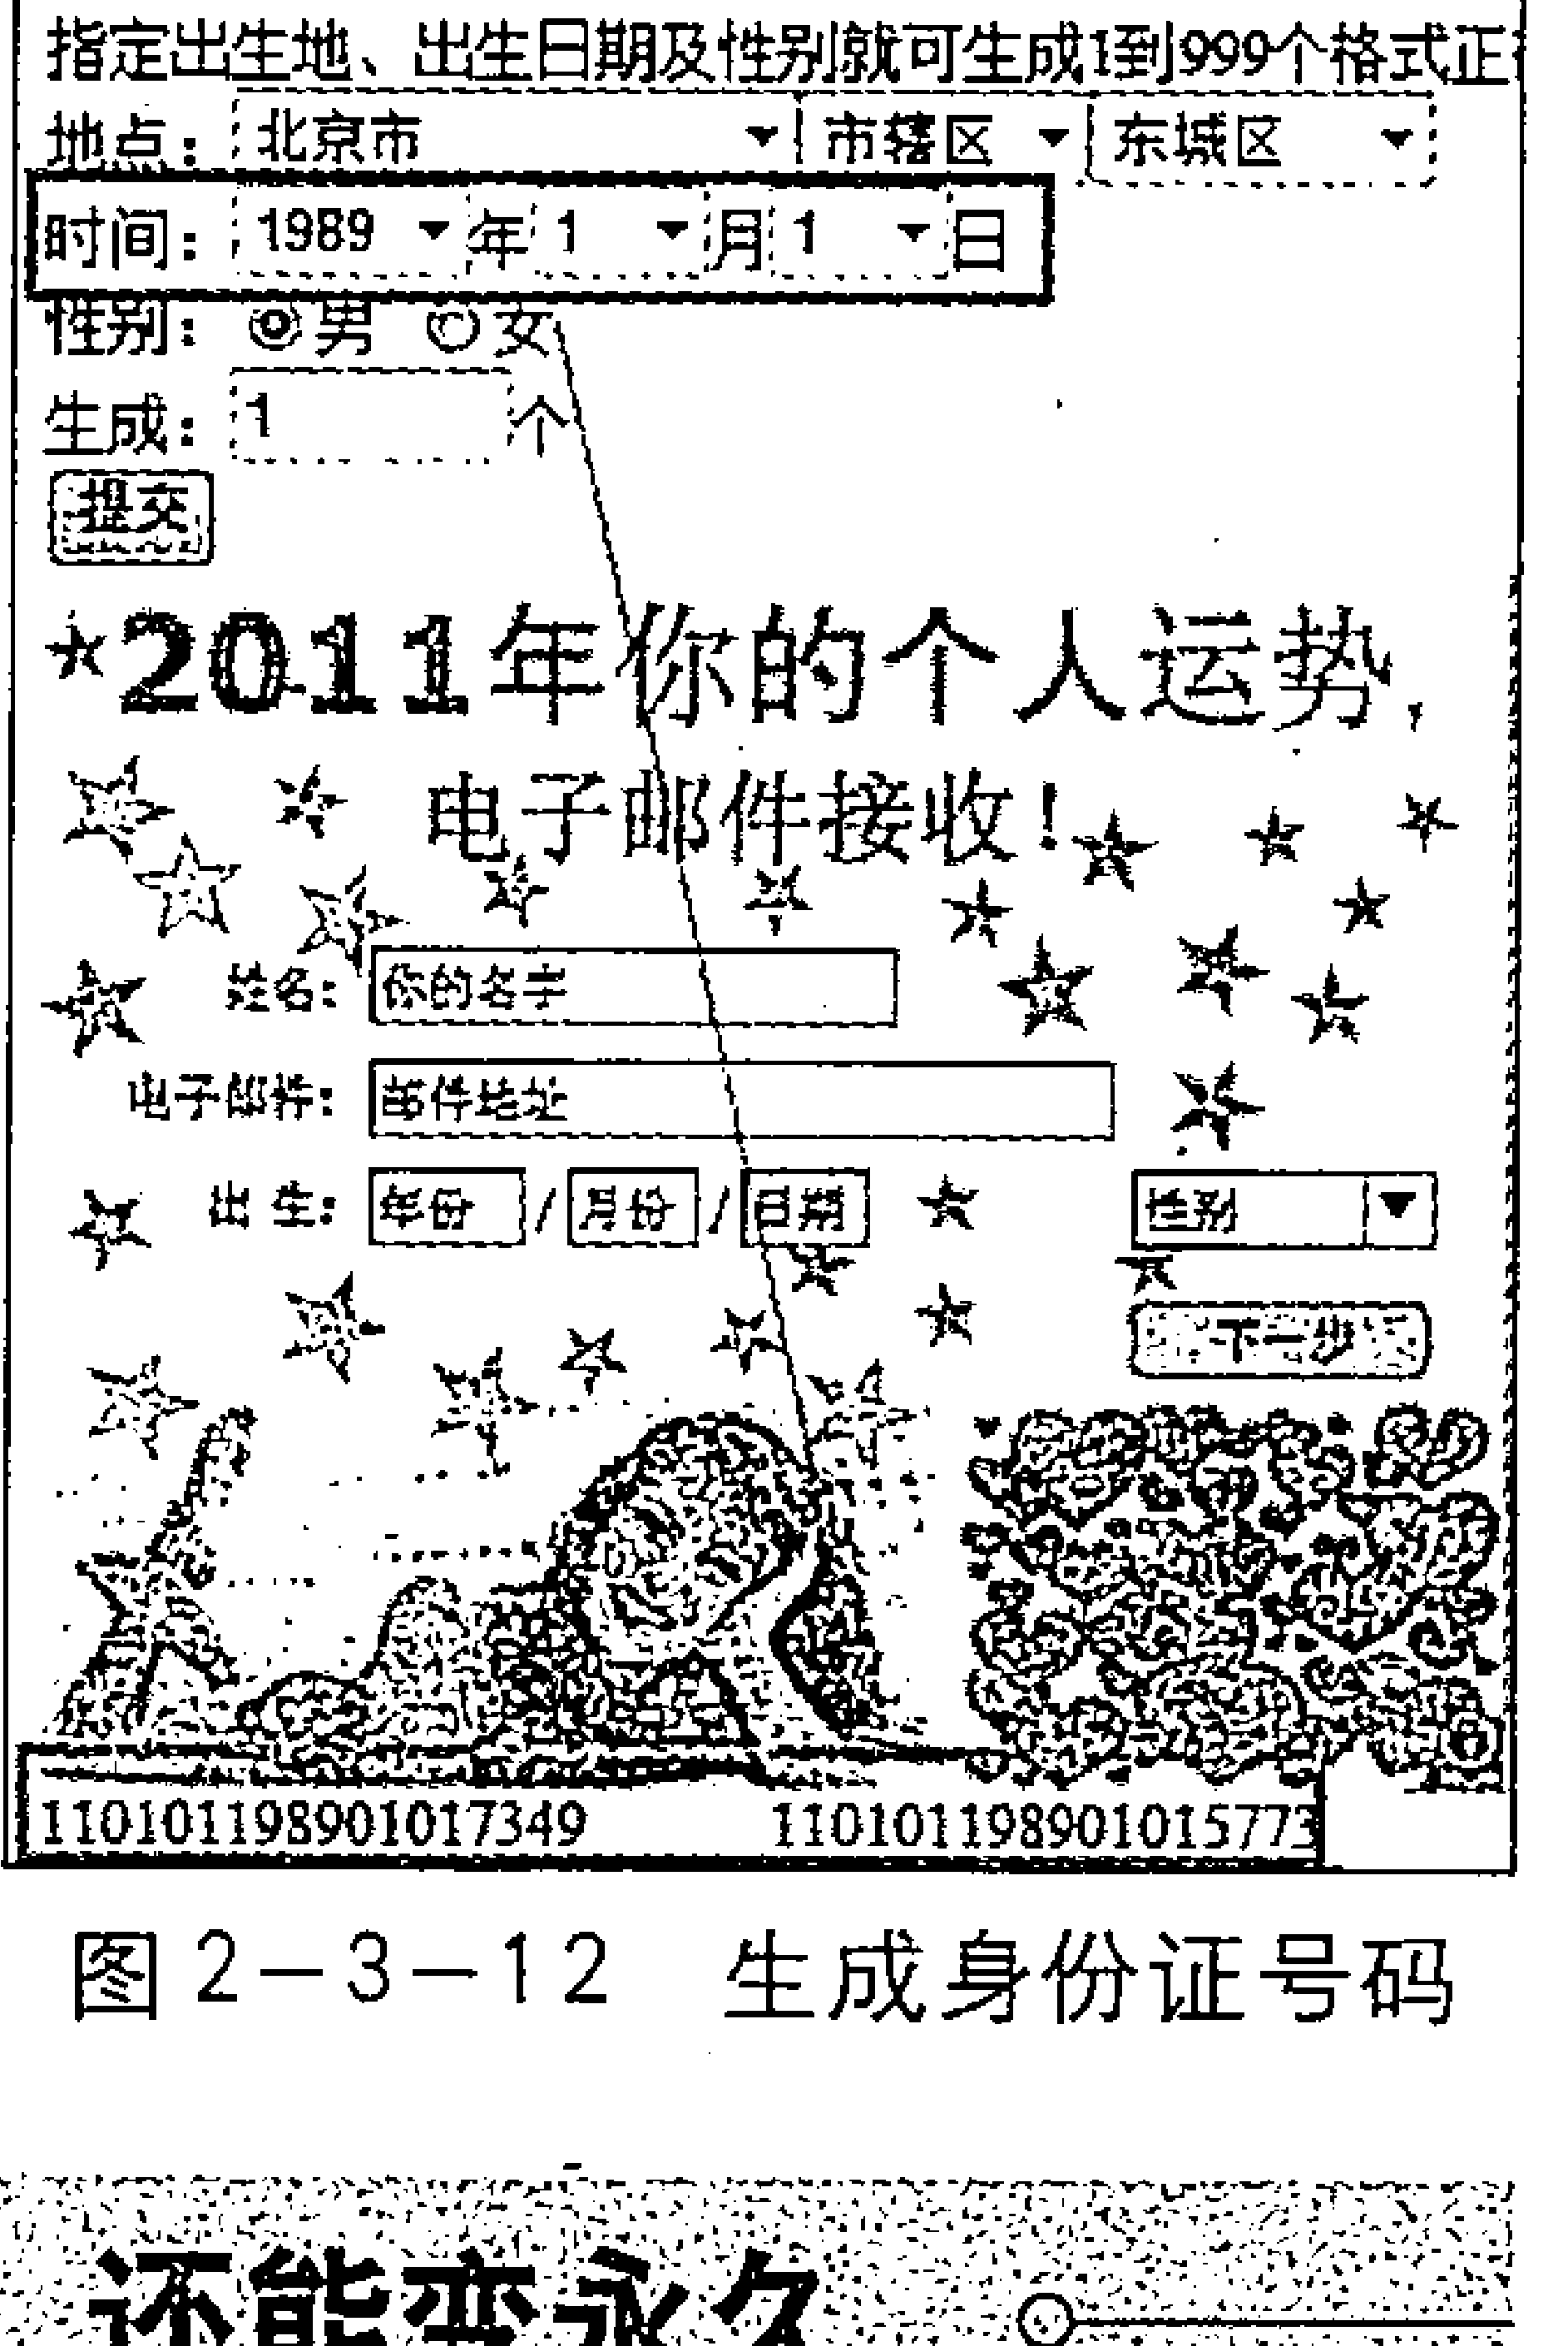 指定出生地、出生日期及性别就可生成1到999个格式正
地点： 北京市 市辖区 东城区
时间： 1989 年 1 月 1 日
性别： 男 女
生成： 1 个
提交
2011年你的个人运势，
电子邮件接收！
姓名： 你的名字
电子邮件： 邮件地址
出生： 年份 / 月份 / 日期 性别
下一步
110101198901017349 110101198901015773
图2-3-12 生成身份证号码
还能变永久